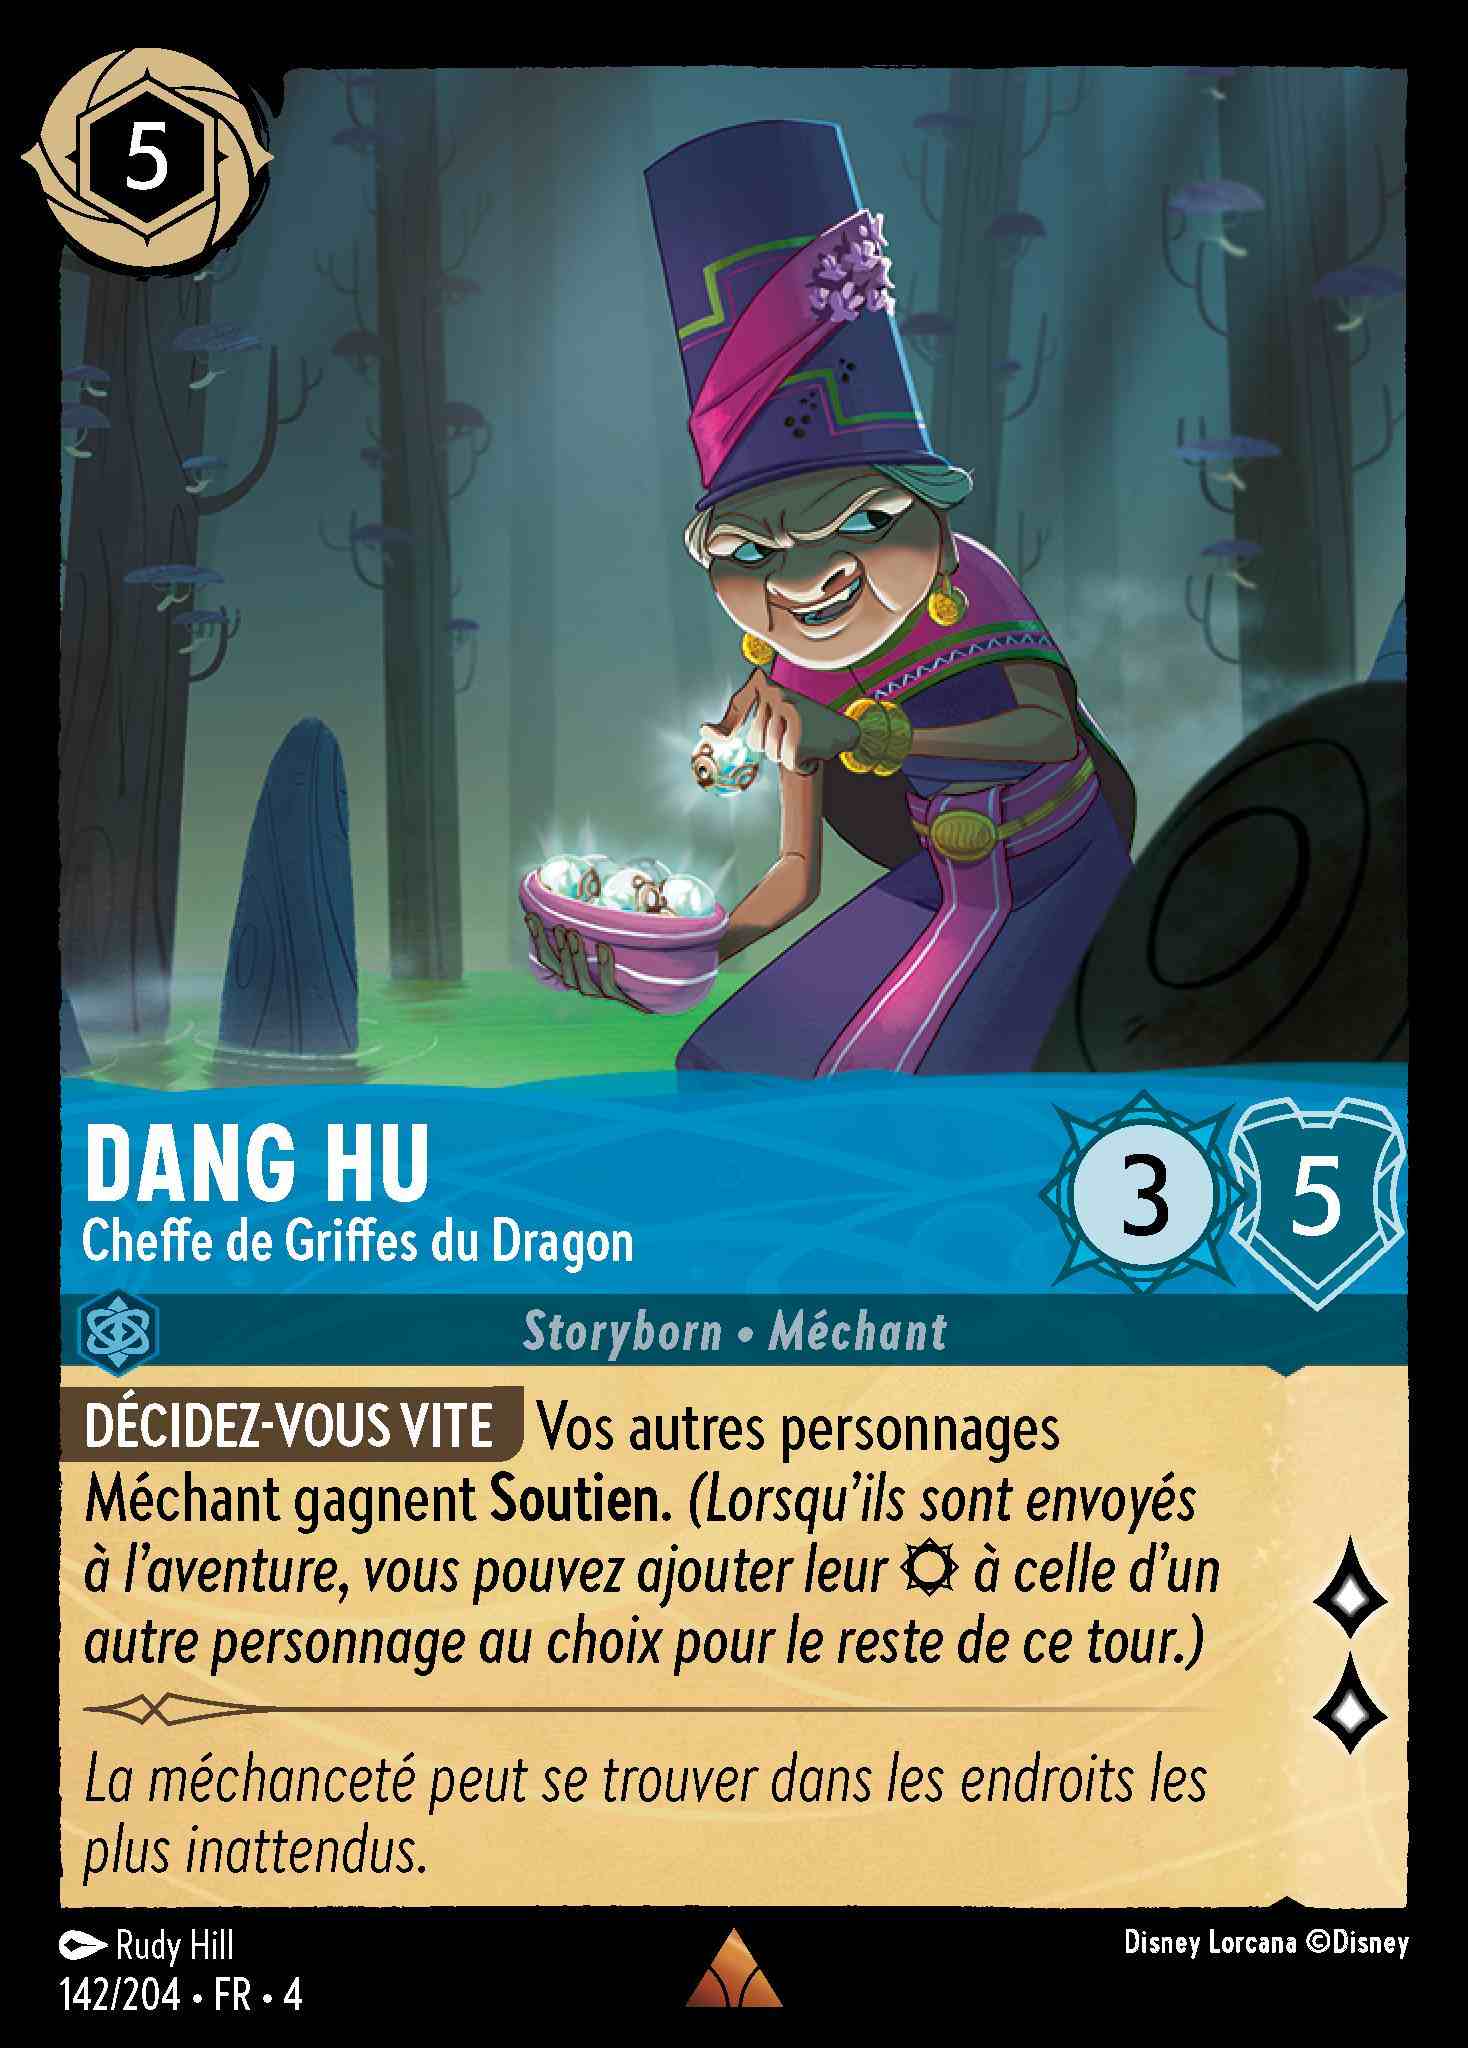 5
DANG HU
Cheffe de Griffes du Dragon
3
5
Storyborn • Méchant
DÉCIDEZ-VOUS VITE Vos autres personnages
Méchant gagnent Soutien. (Lorsqu’ils sont envoyés
à l’aventure, vous pouvez ajouter leur à celle d’un
autre personnage au choix pour le reste de ce tour.)
La méchanceté peut se trouver dans les endroits les
plus inattendus.
Rudy Hill
Disney Lorcana ©Disney
142/204 • FR • 4